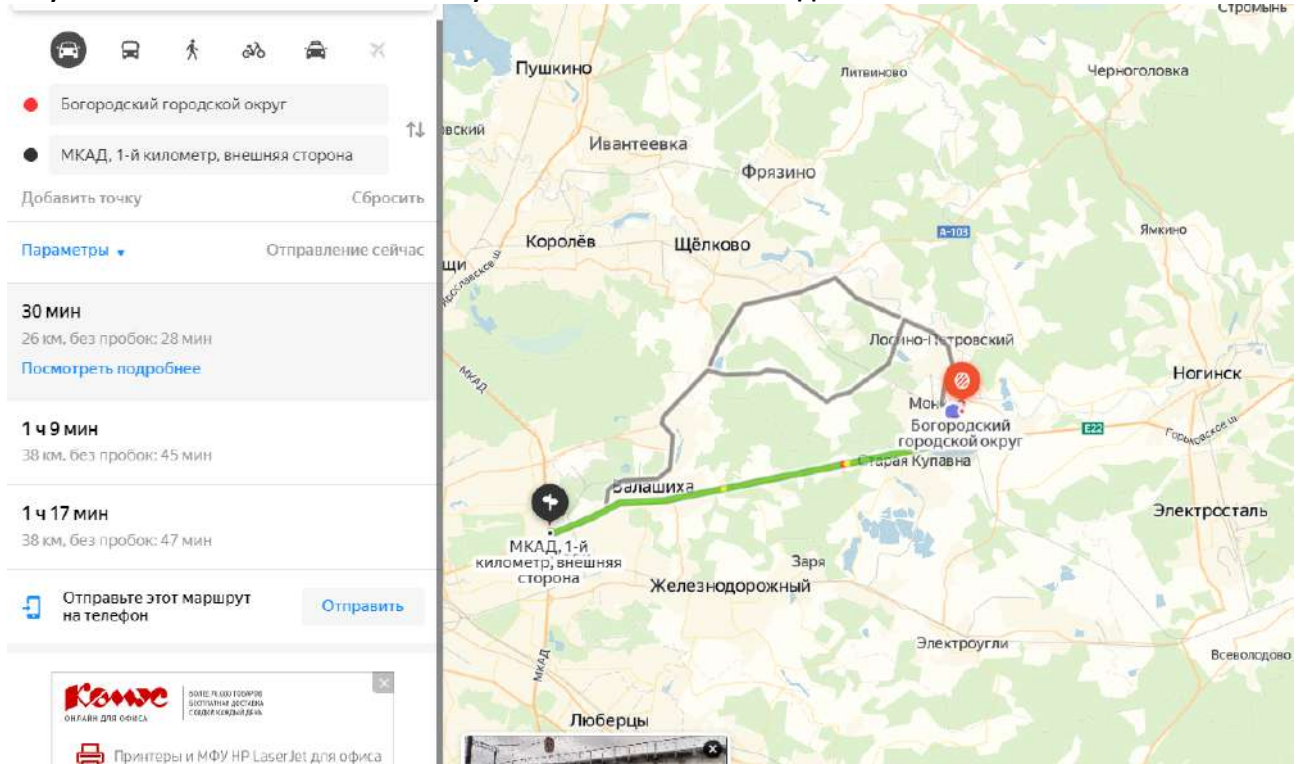 Богородский городской округ
МКАД, 1-й километр, внешняя сторона
Добавить точку
Сбросить
Параметры
Отправление сейчас
30 мин
26 км, без пробок: 28 мин
Посмотреть подробнее
1 ч 9 мин
38 км, без пробок: 45 мин
1 ч 17 мин
38 км, без пробок: 47 мин
Отправьте этот маршрут
на телефон
Отправить
Комус
ОНЛАЙН ДЛЯ ОФИСА
Принтеры и МФУ HP LaserJet для офиса
Стромынь
Пушкино
Литвиново
Черноголовка
Ивантеевка
Фрязино
Королёв
Щёлково
А-103
Ямкино
МКАД
Лосино-Петровский
Ногинск
Богородский
городской округ
E22
Горьковское ш.
Старая Купавна
Балашиха
Электросталь
МКАД, 1-й
километр, внешняя
сторона
Заря
Железнодорожный
Электроугли
Всеволодово
МКАД
Люберцы